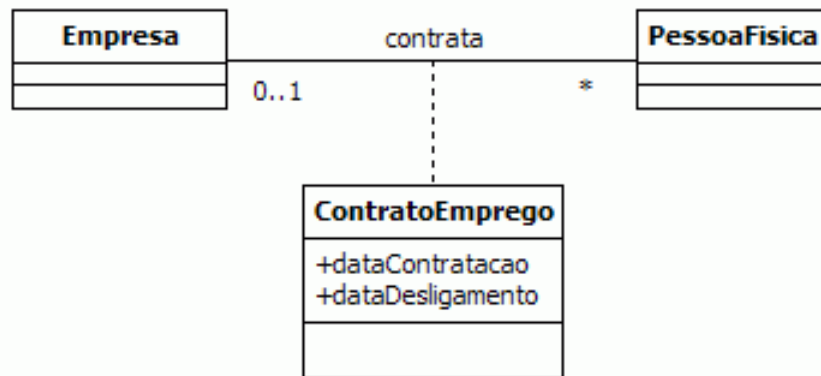 Empresa
contrata
PessoaFisica
0..1
*
ContratoEmprego
+dataContratacao
+dataDesligamento